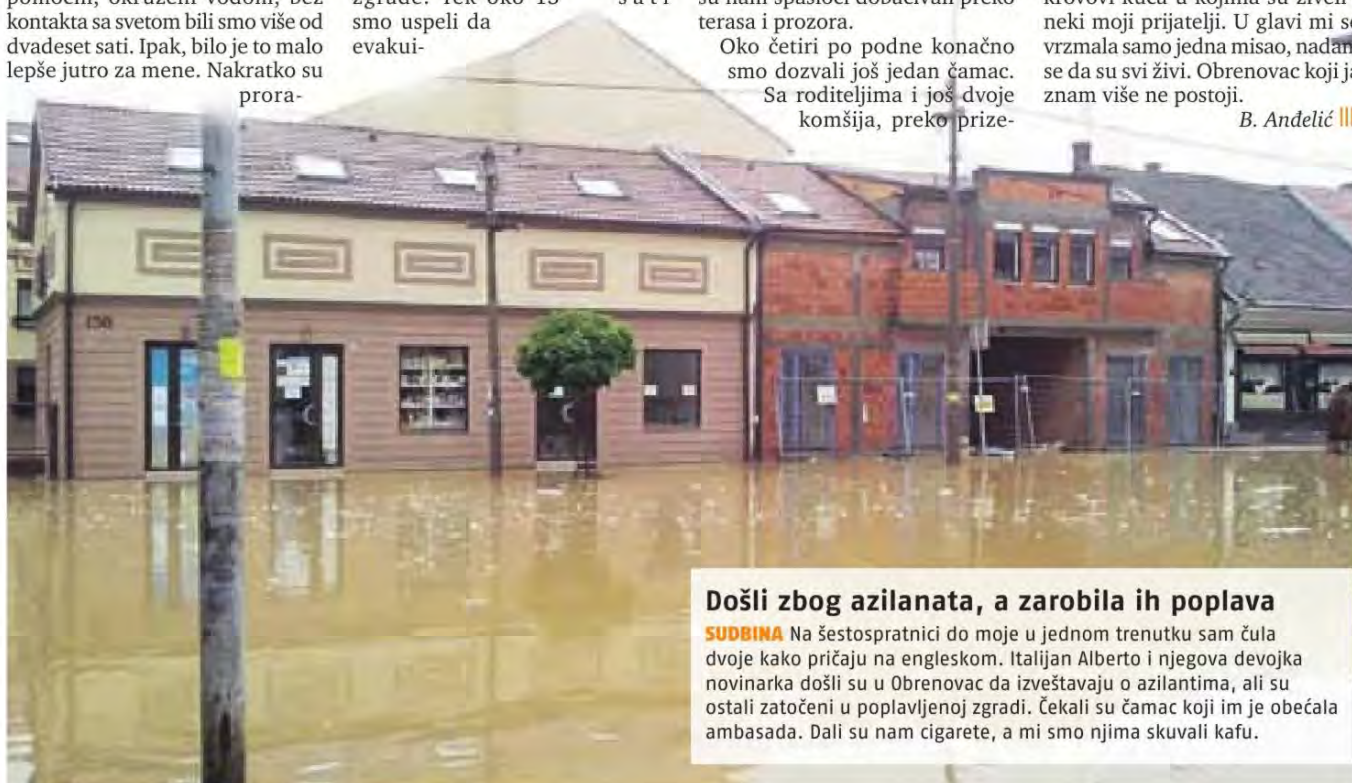 kontakta sa svetom bili smo više od
dvadeset sati. Ipak, bilo je to malo
lepše jutro za mene. Nakratko su
prora-
smo uspeli da
evakui-
terasa i prozora.
Oko četiri po podne konačno
smo dozvali još jedan čamac.
Sa roditeljima i još dvoje
komšija, preko prize-
neki moji prijatelji. U glavi mi se
vrzmala samo jedna misao, nadam
se da su svi živi. Obrenovac koji ja
znam više ne postoji.
B. Anđelić
Došli zbog azilanata, a zarobila ih poplava
SUDBINA Na šestospratnici do moje u jednom trenutku sam čula
dvoje kako pričaju na engleskom. Italijan Alberto i njegova devojka
novinarka došli su u Obrenovac da izveštavaju o azilantima, ali su
ostali zatočeni u poplavljenoj zgradi. Čekali su čamac koji im je obećala
ambasada. Dali su nam cigarete, a mi smo njima skuvali kafu.